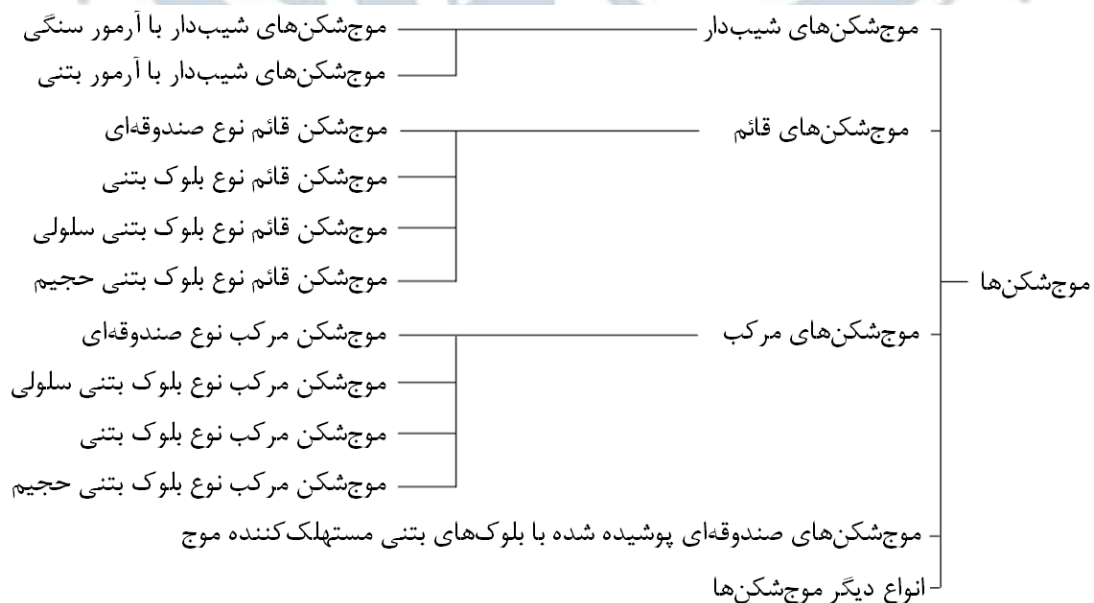 موج‌شکن‌های شیب‌دار
موج‌شکن‌های شیب‌دار با آرمور سنگی
موج‌شکن‌های شیب‌دار با آرمور بتنی
موج‌شکن‌های قائم
موج‌شکن قائم نوع صندوقه‌ای
موج‌شکن قائم نوع بلوک بتنی
موج‌شکن قائم نوع بلوک بتنی سلولی
موج‌شکن قائم نوع بلوک بتنی حجیم
موج‌شکن‌ها
موج‌شکن‌های مرکب
موج‌شکن مرکب نوع صندوقه‌ای
موج‌شکن مرکب نوع بلوک بتنی سلولی
موج‌شکن مرکب نوع بلوک بتنی
موج‌شکن مرکب نوع بلوک بتنی حجیم
موج‌شکن‌های صندوقه‌ای پوشیده شده با بلوک‌های بتنی مستهلک‌کننده موج
انواع دیگر موج‌شکن‌ها